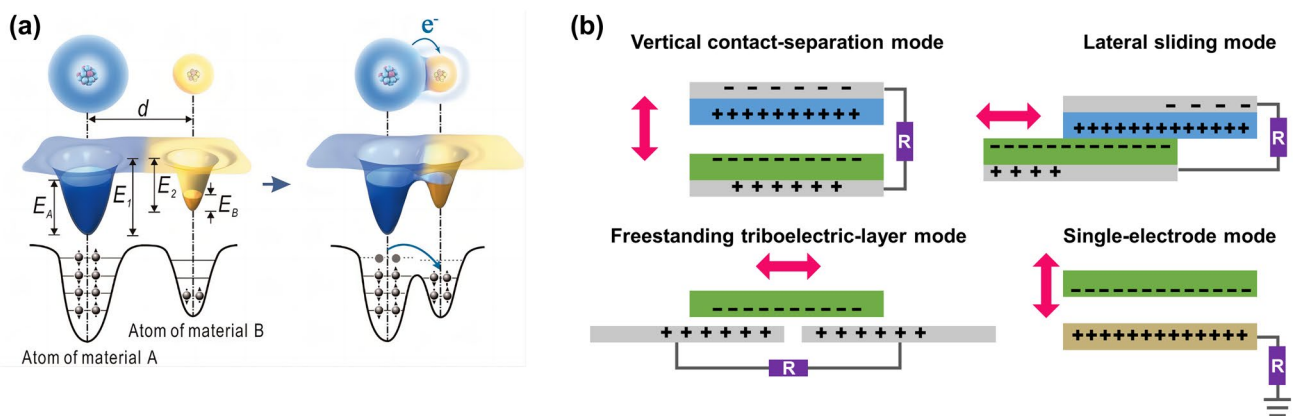 (a)
e⁻
d
E_A
E_1
E_2
E_B
Atom of material B
Atom of material A
(b)
Vertical contact-separation mode
− − − − − −
++++++++++
− − − − − − − − − −
+ + + + + +
R
Lateral sliding mode
− − − −
+++++++++++++
− − − − − − − − − − − − −
+ + + +
R
Freestanding triboelectric-layer mode
− − − − − − − − − −
+ + + + + + + + + + + +
R
Single-electrode mode
− − − − − − − − − − − −
++++++++++++
R